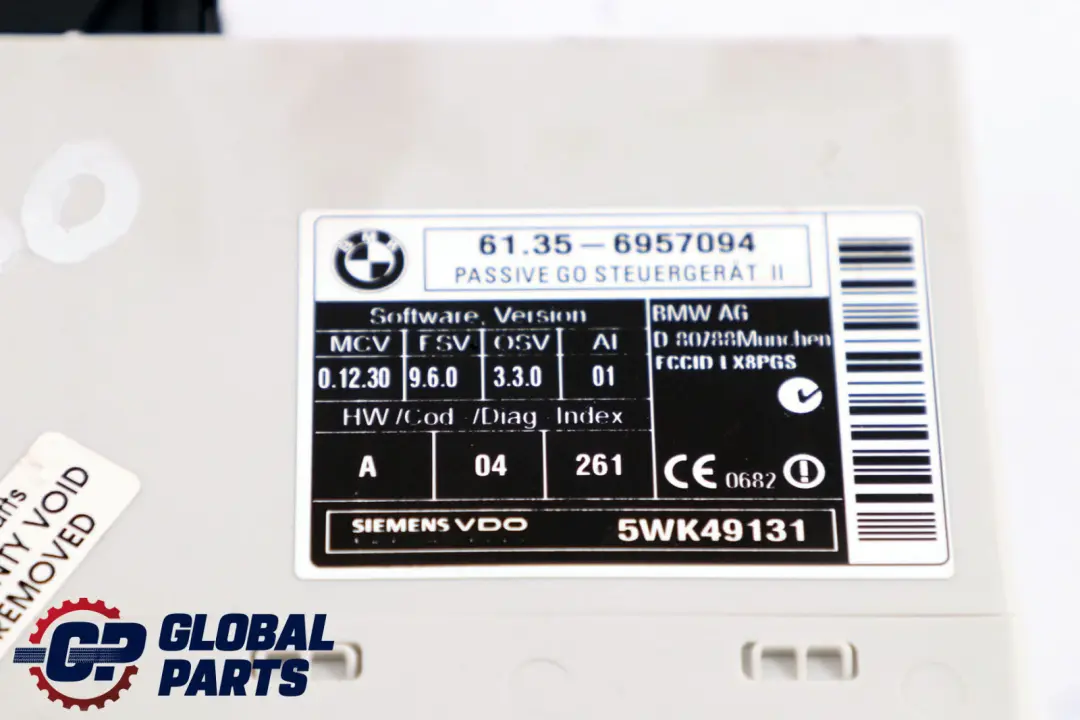 BMW
61.35 - 6957094
PASSIVE GO STEUERGERÄT II
Software, Version
MCV FSV OSV AI
0.12.30 9.6.0 3.3.0 01
HW /Cod /Diag Index
A 04 261
BMW AG
D 80788 München
FCCID LX8PGS
CE 0682
SIEMENS VDO 5WK49131
VOID
REMOVED
GP GLOBAL
PARTS